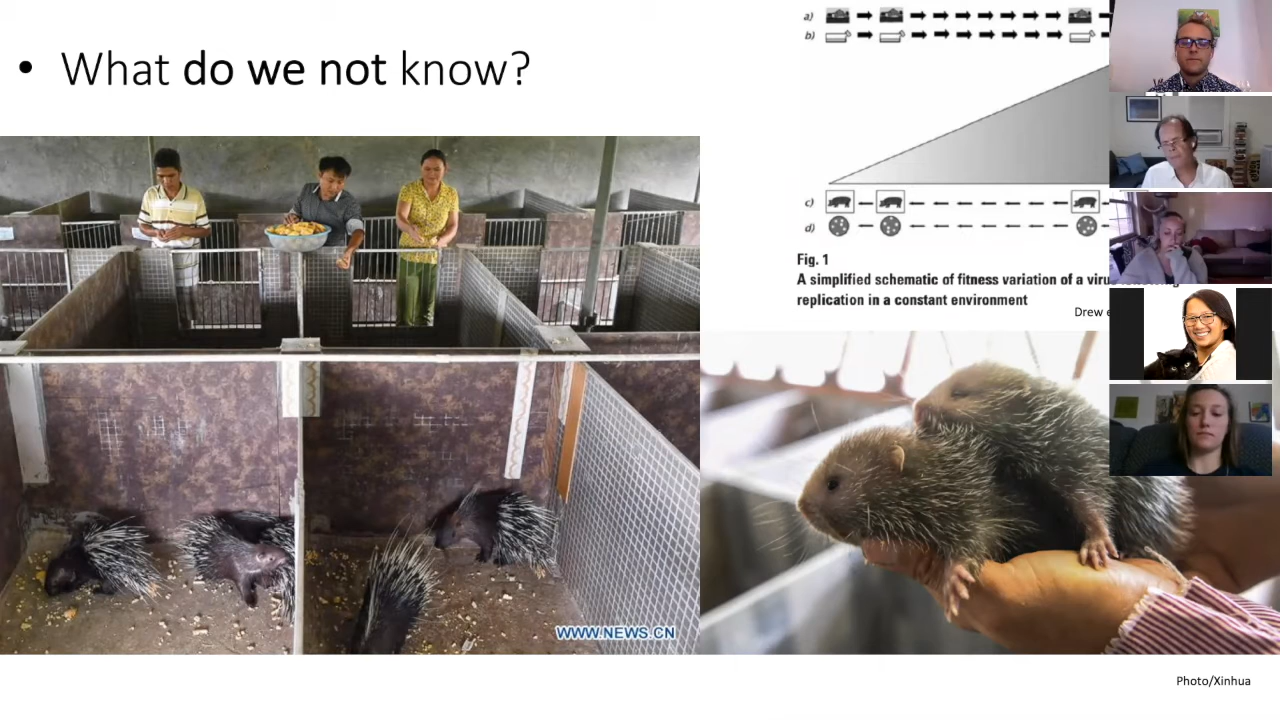 • What do we not know?
a)
b)
c)
d)
Fig. 1
A simplified schematic of fitness variation of a
replication in a constant environment
Drew
WWW.NEWS.CN
Photo/Xinhua